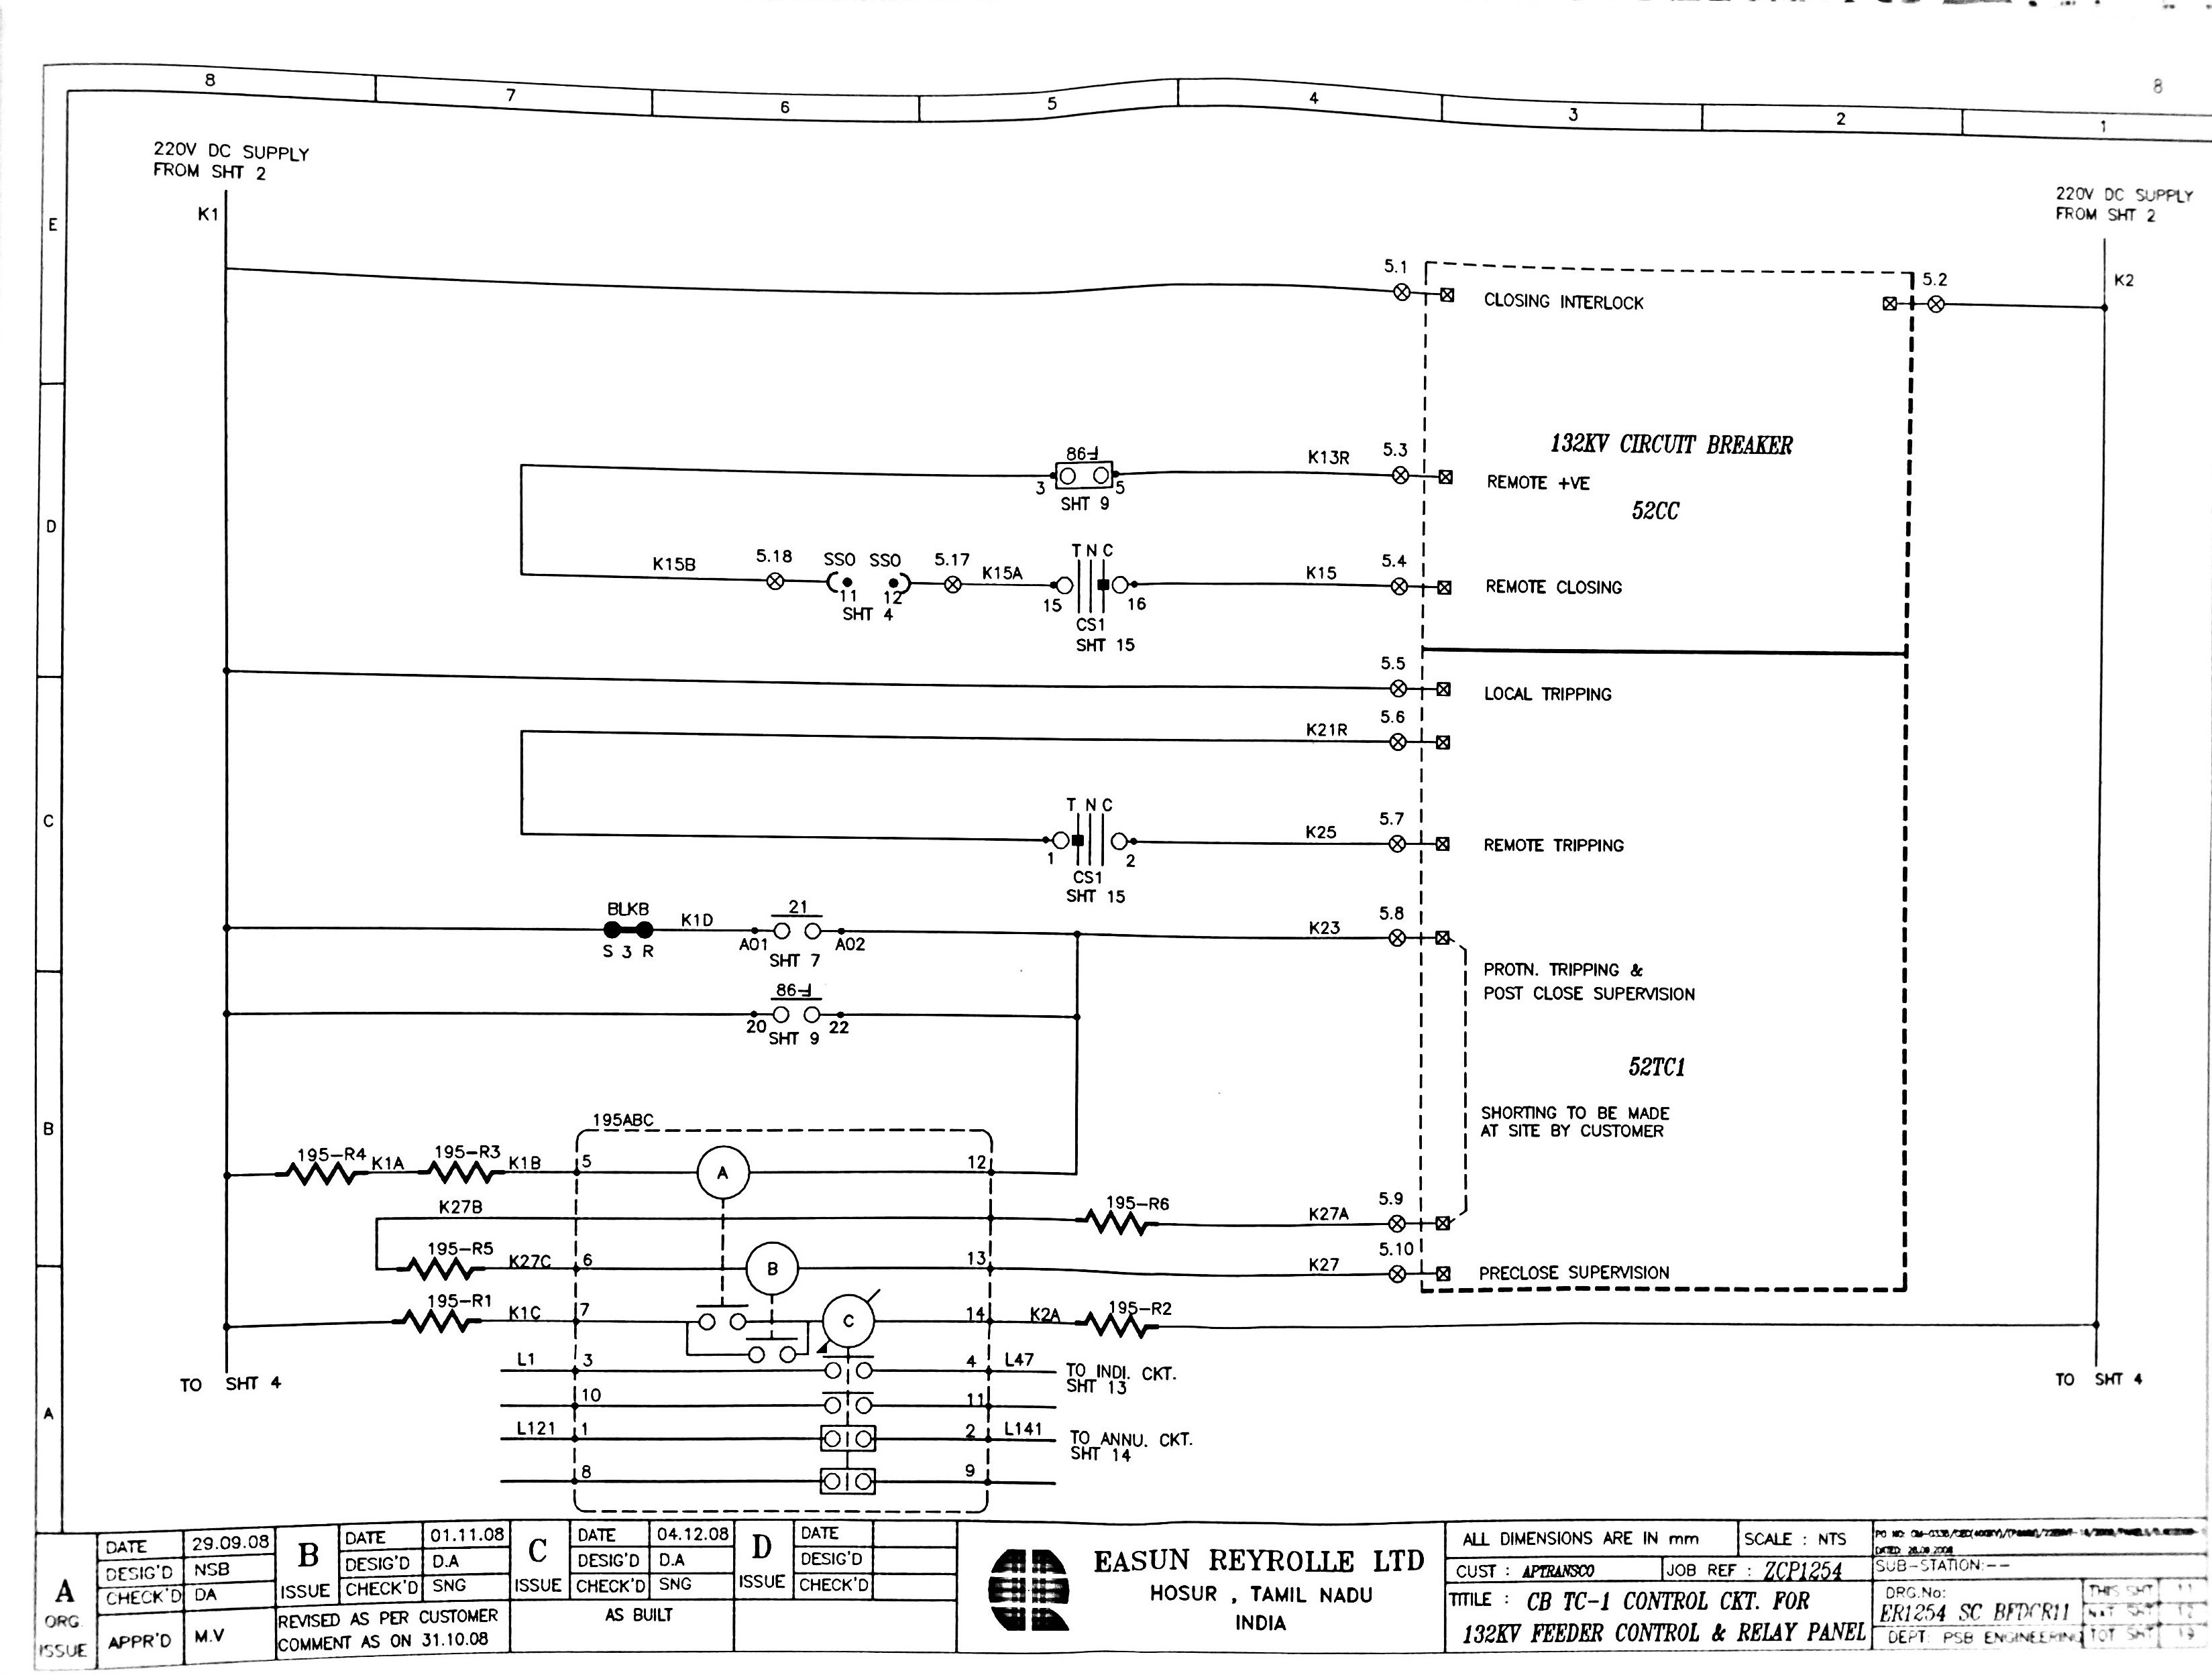 8
7
6
5
4
3
2
1
8
220V DC SUPPLY
FROM SHT 2
K1
220V DC SUPPLY
FROM SHT 2
K2
E
D
C
B
A
5.1
CLOSING INTERLOCK
5.2
132KV CIRCUIT BREAKER
86
3
5
SHT 9
K13R
5.3
REMOTE +VE
52CC
K15B
5.18
SSO SSO
5.17
K15A
11 12
SHT 4
T N C
15
16
CS1
SHT 15
K15
5.4
REMOTE CLOSING
5.5
LOCAL TRIPPING
K21R
5.6
T N C
1
2
CS1
SHT 15
K25
5.7
REMOTE TRIPPING
BLKB
S 3 R
K1D
21
A01
A02
SHT 7
K23
5.8
PROTN. TRIPPING &
POST CLOSE SUPERVISION
86
20
22
SHT 9
52TC1
SHORTING TO BE MADE
AT SITE BY CUSTOMER
195ABC
195-R4
K1A
195-R3
K1B
5
A
12
K27B
195-R6
K27A
5.9
195-R5
K27C
6
B
13
K27
5.10
PRECLOSE SUPERVISION
195-R1
K1C
7
C
14
K2A
195-R2
L1
3
4
L47
TO INDI. CKT.
SHT 13
10
11
L121
1
2
L141
TO ANNU. CKT.
SHT 14
8
9
TO SHT 4
TO SHT 4
A
ORG
ISSUE
DATE 29.09.08
DESIG'D NSB
CHECK'D DA
APPR'D M.V
B
ISSUE
DATE 01.11.08
DESIG'D D.A
CHECK'D SNG
REVISED AS PER CUSTOMER
COMMENT AS ON 31.10.08
C
ISSUE
DATE 04.12.08
DESIG'D D.A
CHECK'D SNG
AS BUILT
D
ISSUE
DATE
DESIG'D
CHECK'D
EASUN REYROLLE LTD
HOSUR , TAMIL NADU
INDIA
ALL DIMENSIONS ARE IN mm
SCALE : NTS
CUST : APTRANSCO
JOB REF : ZCP1254
TITLE : CB TC-1 CONTROL CKT. FOR
132KV FEEDER CONTROL & RELAY PANEL
SUB-STATION:--
DRG.No:
ER1254 SC BFDCR11
DEPT: PSB ENGINEERING
THIS SHT 11
NXT SHT 12
TOT SHT 19